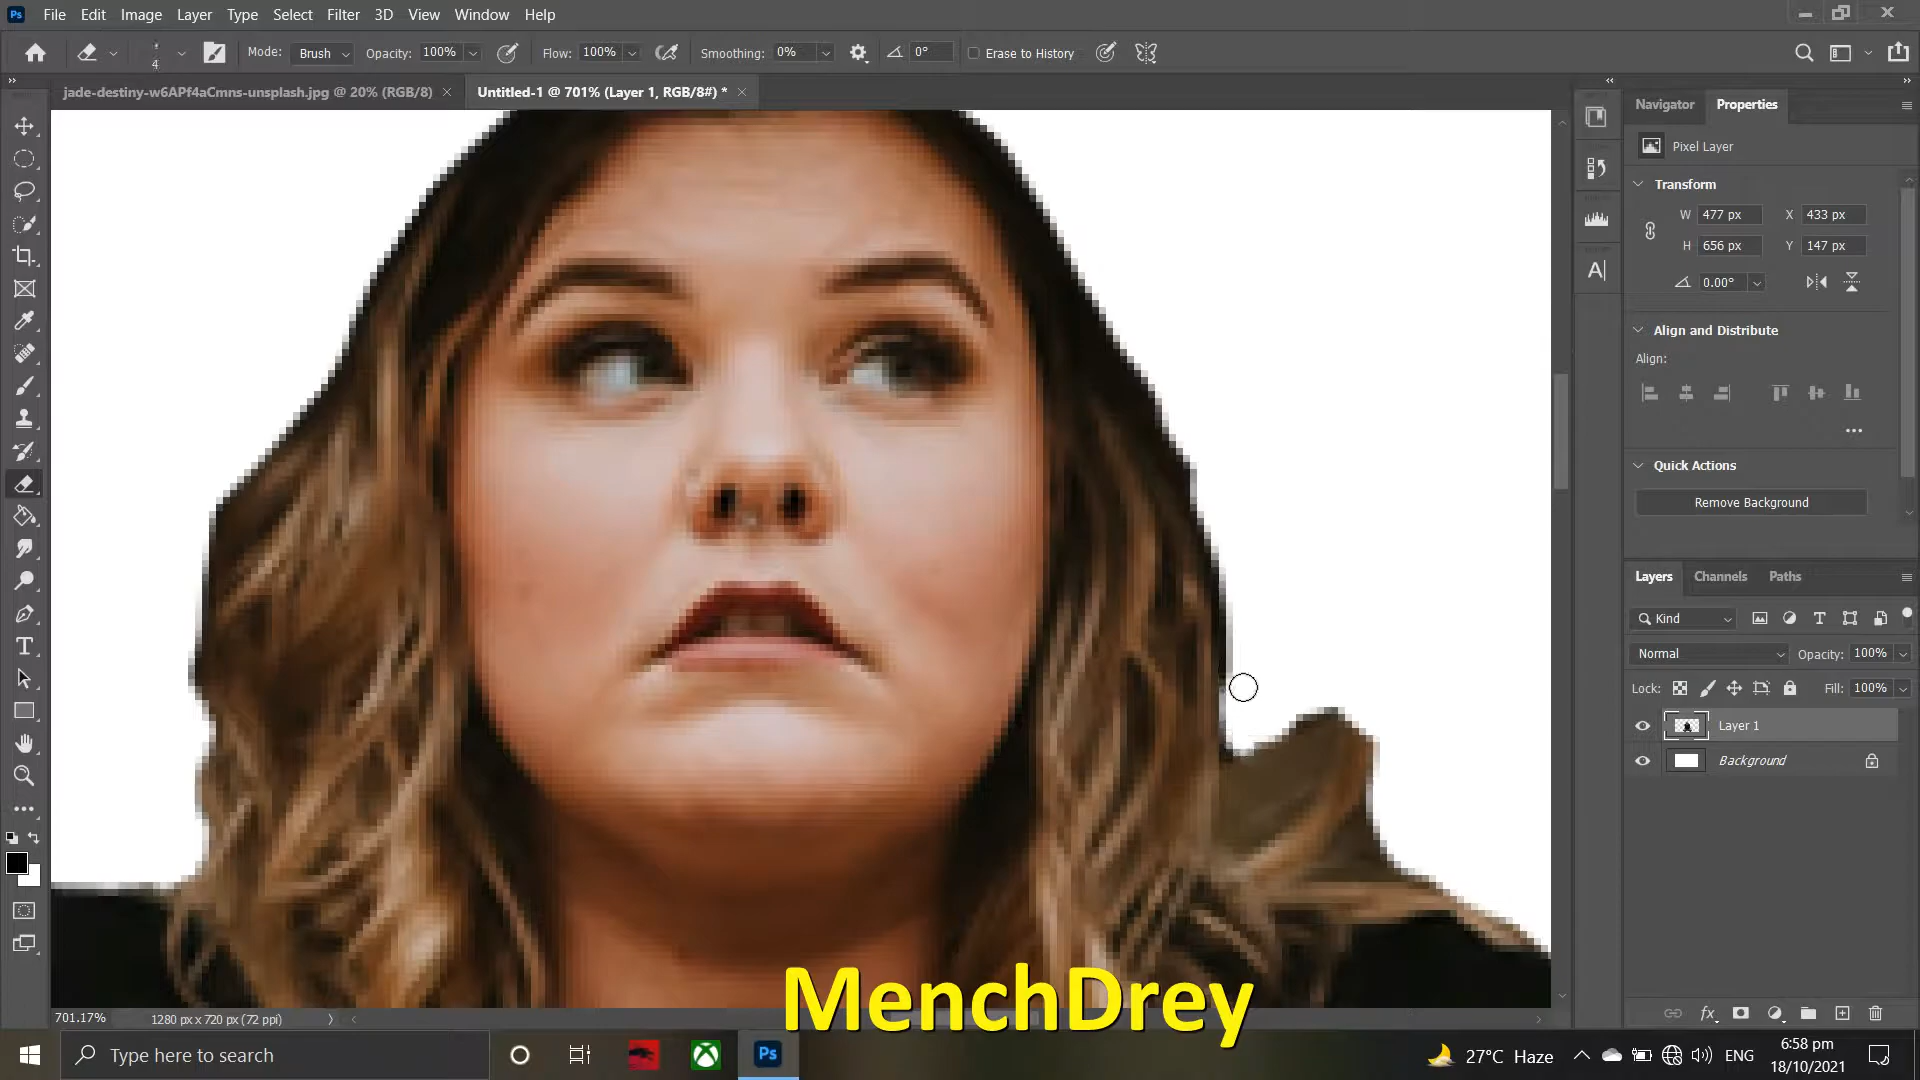 Ps File Edit Image Layer Type Select Filter 3D View Window Help
4 Mode: Brush Opacity: 100% Flow: 100% Smoothing: 0% 0° Erase to History
jade-destiny-w6APf4aCmns-unsplash.jpg @ 20% (RGB/8) Untitled-1 @ 701% (Layer 1, RGB/8#) *
Navigator Properties
Pixel Layer
Transform
W 477 px X 433 px
H 656 px Y 147 px
0.00°
Align and Distribute
Align:
Quick Actions
Remove Background
Layers Channels Paths
Kind
Normal Opacity: 100%
Lock: Fill: 100%
Layer 1
Background
MenchDrey
701.17% 1280 px x 720 px (72 ppi)
Type here to search
Ps
27°C Haze
ENG
6:58 pm
18/10/2021